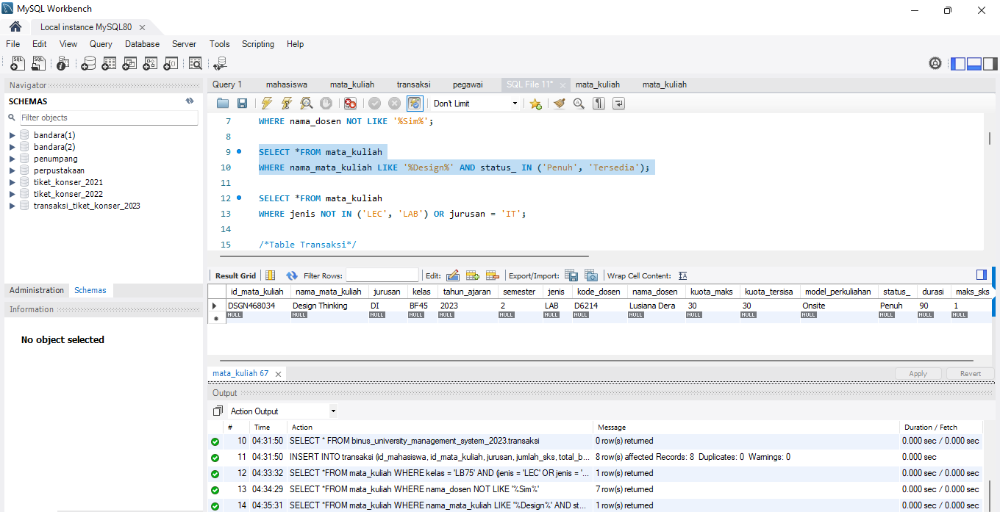 MySQL Workbench
Local instance MySQL80
File Edit View Query Database Server Tools Scripting Help
Navigator
SCHEMAS
Filter objects
bandara(1)
bandara(2)
penumpang
perpustakaan
tiket_konser_2021
tiket_konser_2022
transaksi_tiket_konser_2023
Administration Schemas
Information
No object selected
Query 1 mahasiswa mata_kuliah transaksi pegawai SQL File 11* mata_kuliah mata_kuliah
Don't Limit
7 WHERE nama_dosen NOT LIKE '%Sim%';
8
9 SELECT *FROM mata_kuliah
10 WHERE nama_mata_kuliah LIKE '%Design%' AND status_ IN ('Penuh', 'Tersedia');
11
12 SELECT *FROM mata_kuliah
13 WHERE jenis NOT IN ('LEC', 'LAB') OR jurusan = 'IT';
14
15 /*Table Transaksi*/
Result Grid Filter Rows: Edit: Export/Import: Wrap Cell Content: IA
id_mata_kuliah nama_mata_kuliah jurusan kelas tahun_ajaran semester jenis kode_dosen nama_dosen kuota_maks kuota_tersisa model_perkuliahan status_ durasi maks_sks
DSGN468034 Design Thinking DI BF45 2023 2 LAB D6214 Lusiana Dera 30 30 Onsite Penuh 90 1
NULL NULL NULL NULL NULL NULL NULL NULL NULL NULL NULL NULL NULL NULL NULL
mata_kuliah 67
Apply Revert
Output
Action Output
# Time Action Message Duration / Fetch
10 04:31:50 SELECT * FROM binus_university_management_system_2023.transaksi 0 row(s) returned 0.000 sec / 0.000 sec
11 04:31:50 INSERT INTO transaksi (id_mahasiswa, id_mata_kuliah, jurusan, jumlah_sks, total_b... 8 row(s) affected Records: 8 Duplicates: 0 Warnings: 0 0.000 sec
12 04:33:32 SELECT *FROM mata_kuliah WHERE kelas = 'LB75' AND (jenis = 'LEC' OR jenis = '... 1 row(s) returned 0.000 sec / 0.000 sec
13 04:34:29 SELECT *FROM mata_kuliah WHERE nama_dosen NOT LIKE '%Sim%' 7 row(s) returned 0.000 sec / 0.000 sec
14 04:35:31 SELECT *FROM mata_kuliah WHERE nama_mata_kuliah LIKE '%Design%' AND st... 1 row(s) returned 0.000 sec / 0.000 sec